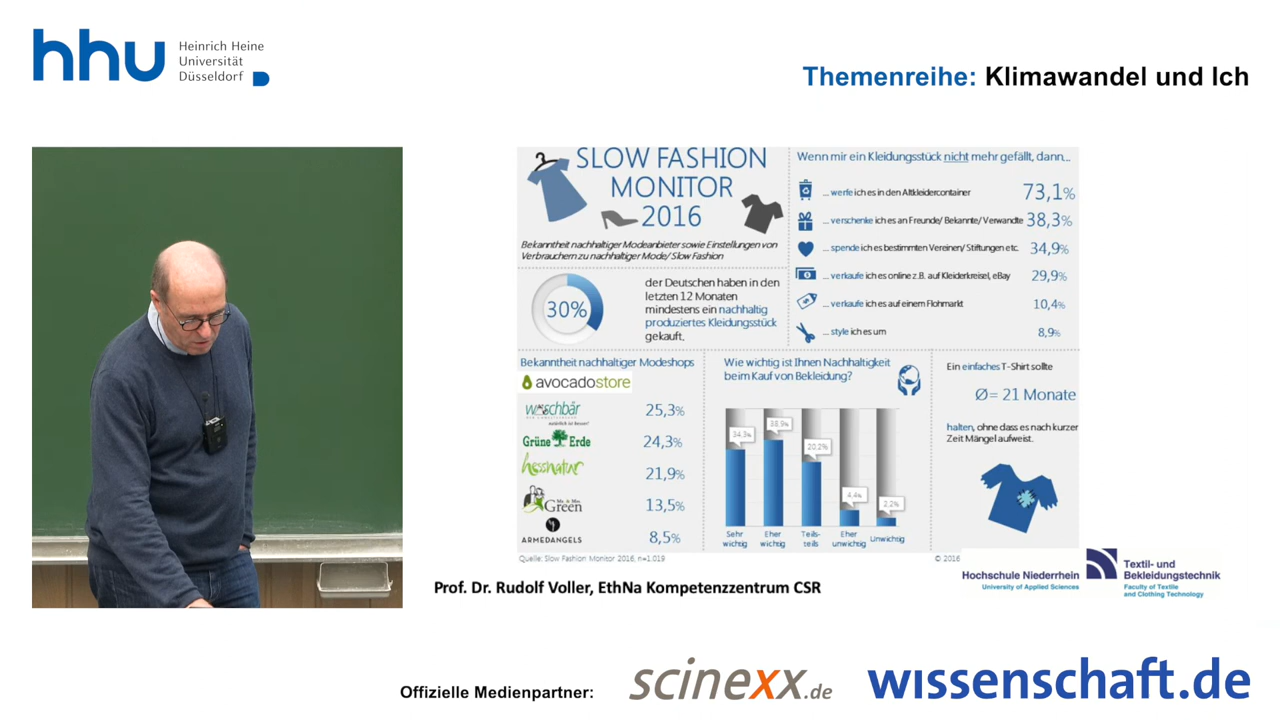 hhu
Heinrich Heine
Universität
Düsseldorf
Themenreihe: Klimawandel und Ich
SLOW FASHION
MONITOR
2016
Bekanntheit nachhaltiger Modeanbieter sowie Einstellungen von
Verbrauchern zu nachhaltiger Mode/ Slow Fashion
30%
der Deutschen haben in den
letzten 12 Monaten
mindestens ein nachhaltig
produziertes Kleidungsstück
gekauft.
Wenn mir ein Kleidungsstück nicht mehr gefällt, dann...
... werfe ich es in den Altkleidercontainer 73,1%
... verschenke ich es an Freunde/ Bekannte/ Verwandte 38,3%
... spende ich es bestimmten Vereinen/ Stiftungen etc. 34,9%
... verkaufe ich es online z.B. auf Kleiderkreisel, eBay 29,9%
... verkaufe ich es auf einem Flohmarkt 10,4%
... style ich es um 8,9%
Bekanntheit nachhaltiger Modeshops
avocadostore
waschbär 25,3%
natürlich ist besser!
Grüne Erde 24,3%
hessnatur 21,9%
Mr. & Mrs.
Green 13,5%
ARMEDANGELS 8,5%
Wie wichtig ist Ihnen Nachhaltigkeit
beim Kauf von Bekleidung?
34,3%
38,9%
20,2%
4,4%
2,2%
Sehr
wichtig
Eher
wichtig
Teils-
teils
Eher
unwichtig
Unwichtig
Ein einfaches T-Shirt sollte
Ø= 21 Monate
halten, ohne dass es nach kurzer
Zeit Mängel aufweist.
Quelle: Slow Fashion Monitor 2016, n=1.019
© 2016
Hochschule Niederrhein
University of Applied Sciences
Textil- und
Bekleidungstechnik
Faculty of Textile
and Clothing Technology
Prof. Dr. Rudolf Voller, EthNa Kompetenzzentrum CSR
Offizielle Medienpartner:
scinexx.de
wissenschaft.de